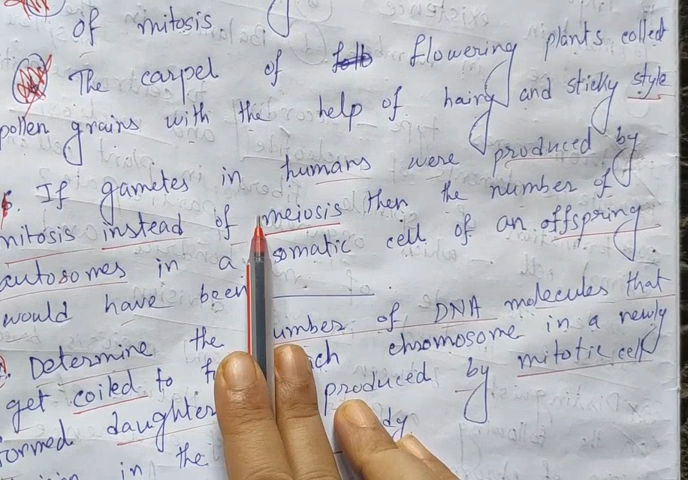 of mitosis
The carpel of flowering plants collect
pollen grains with the help of hairy and sticky style
If gametes in humans were produced by
mitosis instead of meiosis then the number of
autosomes in a somatic cell of an offspring
would have been ______.
Determine the number of DNA molecules that
get coiled to each chromosome in a newly
formed daughter produced by mitotic cell
in the dy